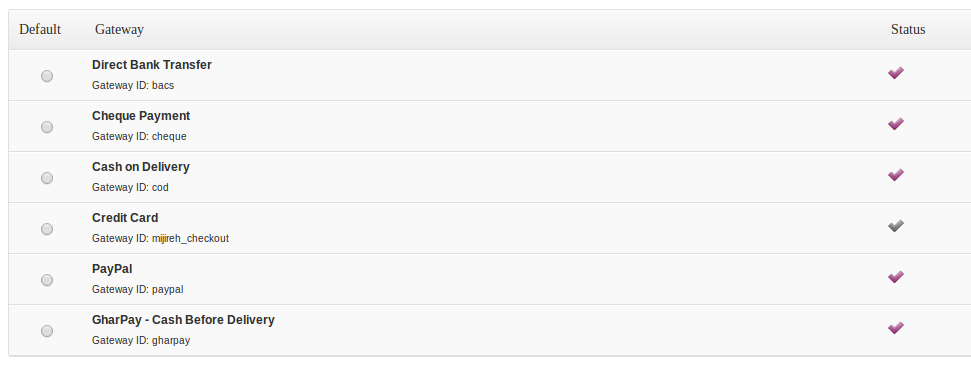 Default Gateway Status
Direct Bank Transfer
Gateway ID: bacs
Cheque Payment
Gateway ID: cheque
Cash on Delivery
Gateway ID: cod
Credit Card
Gateway ID: mijireh_checkout
PayPal
Gateway ID: paypal
GharPay - Cash Before Delivery
Gateway ID: gharpay